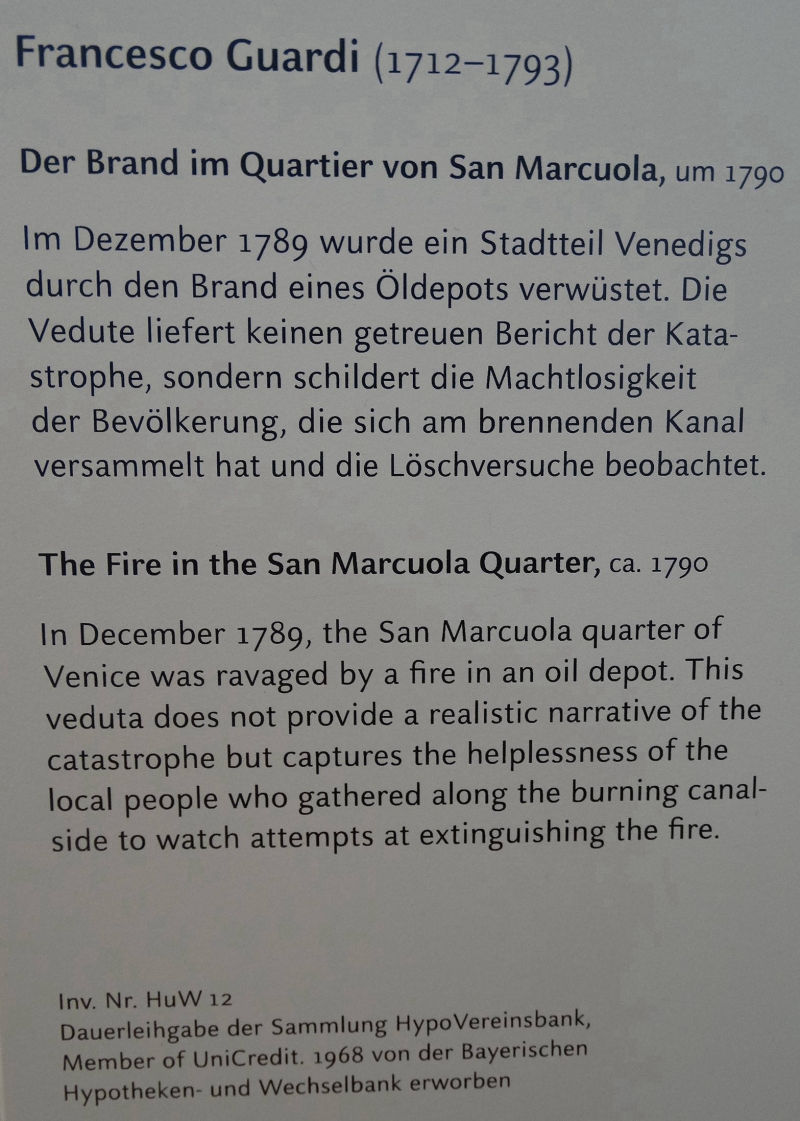 Francesco Guardi (1712–1793)
Der Brand im Quartier von San Marcuola, um 1790
Im Dezember 1789 wurde ein Stadtteil Venedigs
durch den Brand eines Öldepots verwüstet. Die
Vedute liefert keinen getreuen Bericht der Kata-
strophe, sondern schildert die Machtlosigkeit
der Bevölkerung, die sich am brennenden Kanal
versammelt hat und die Löschversuche beobachtet.
The Fire in the San Marcuola Quarter, ca. 1790
In December 1789, the San Marcuola quarter of
Venice was ravaged by a fire in an oil depot. This
veduta does not provide a realistic narrative of the
catastrophe but captures the helplessness of the
local people who gathered along the burning canal-
side to watch attempts at extinguishing the fire.
Inv. Nr. HuW 12
Dauerleihgabe der Sammlung HypoVereinsbank,
Member of UniCredit. 1968 von der Bayerischen
Hypotheken- und Wechselbank erworben